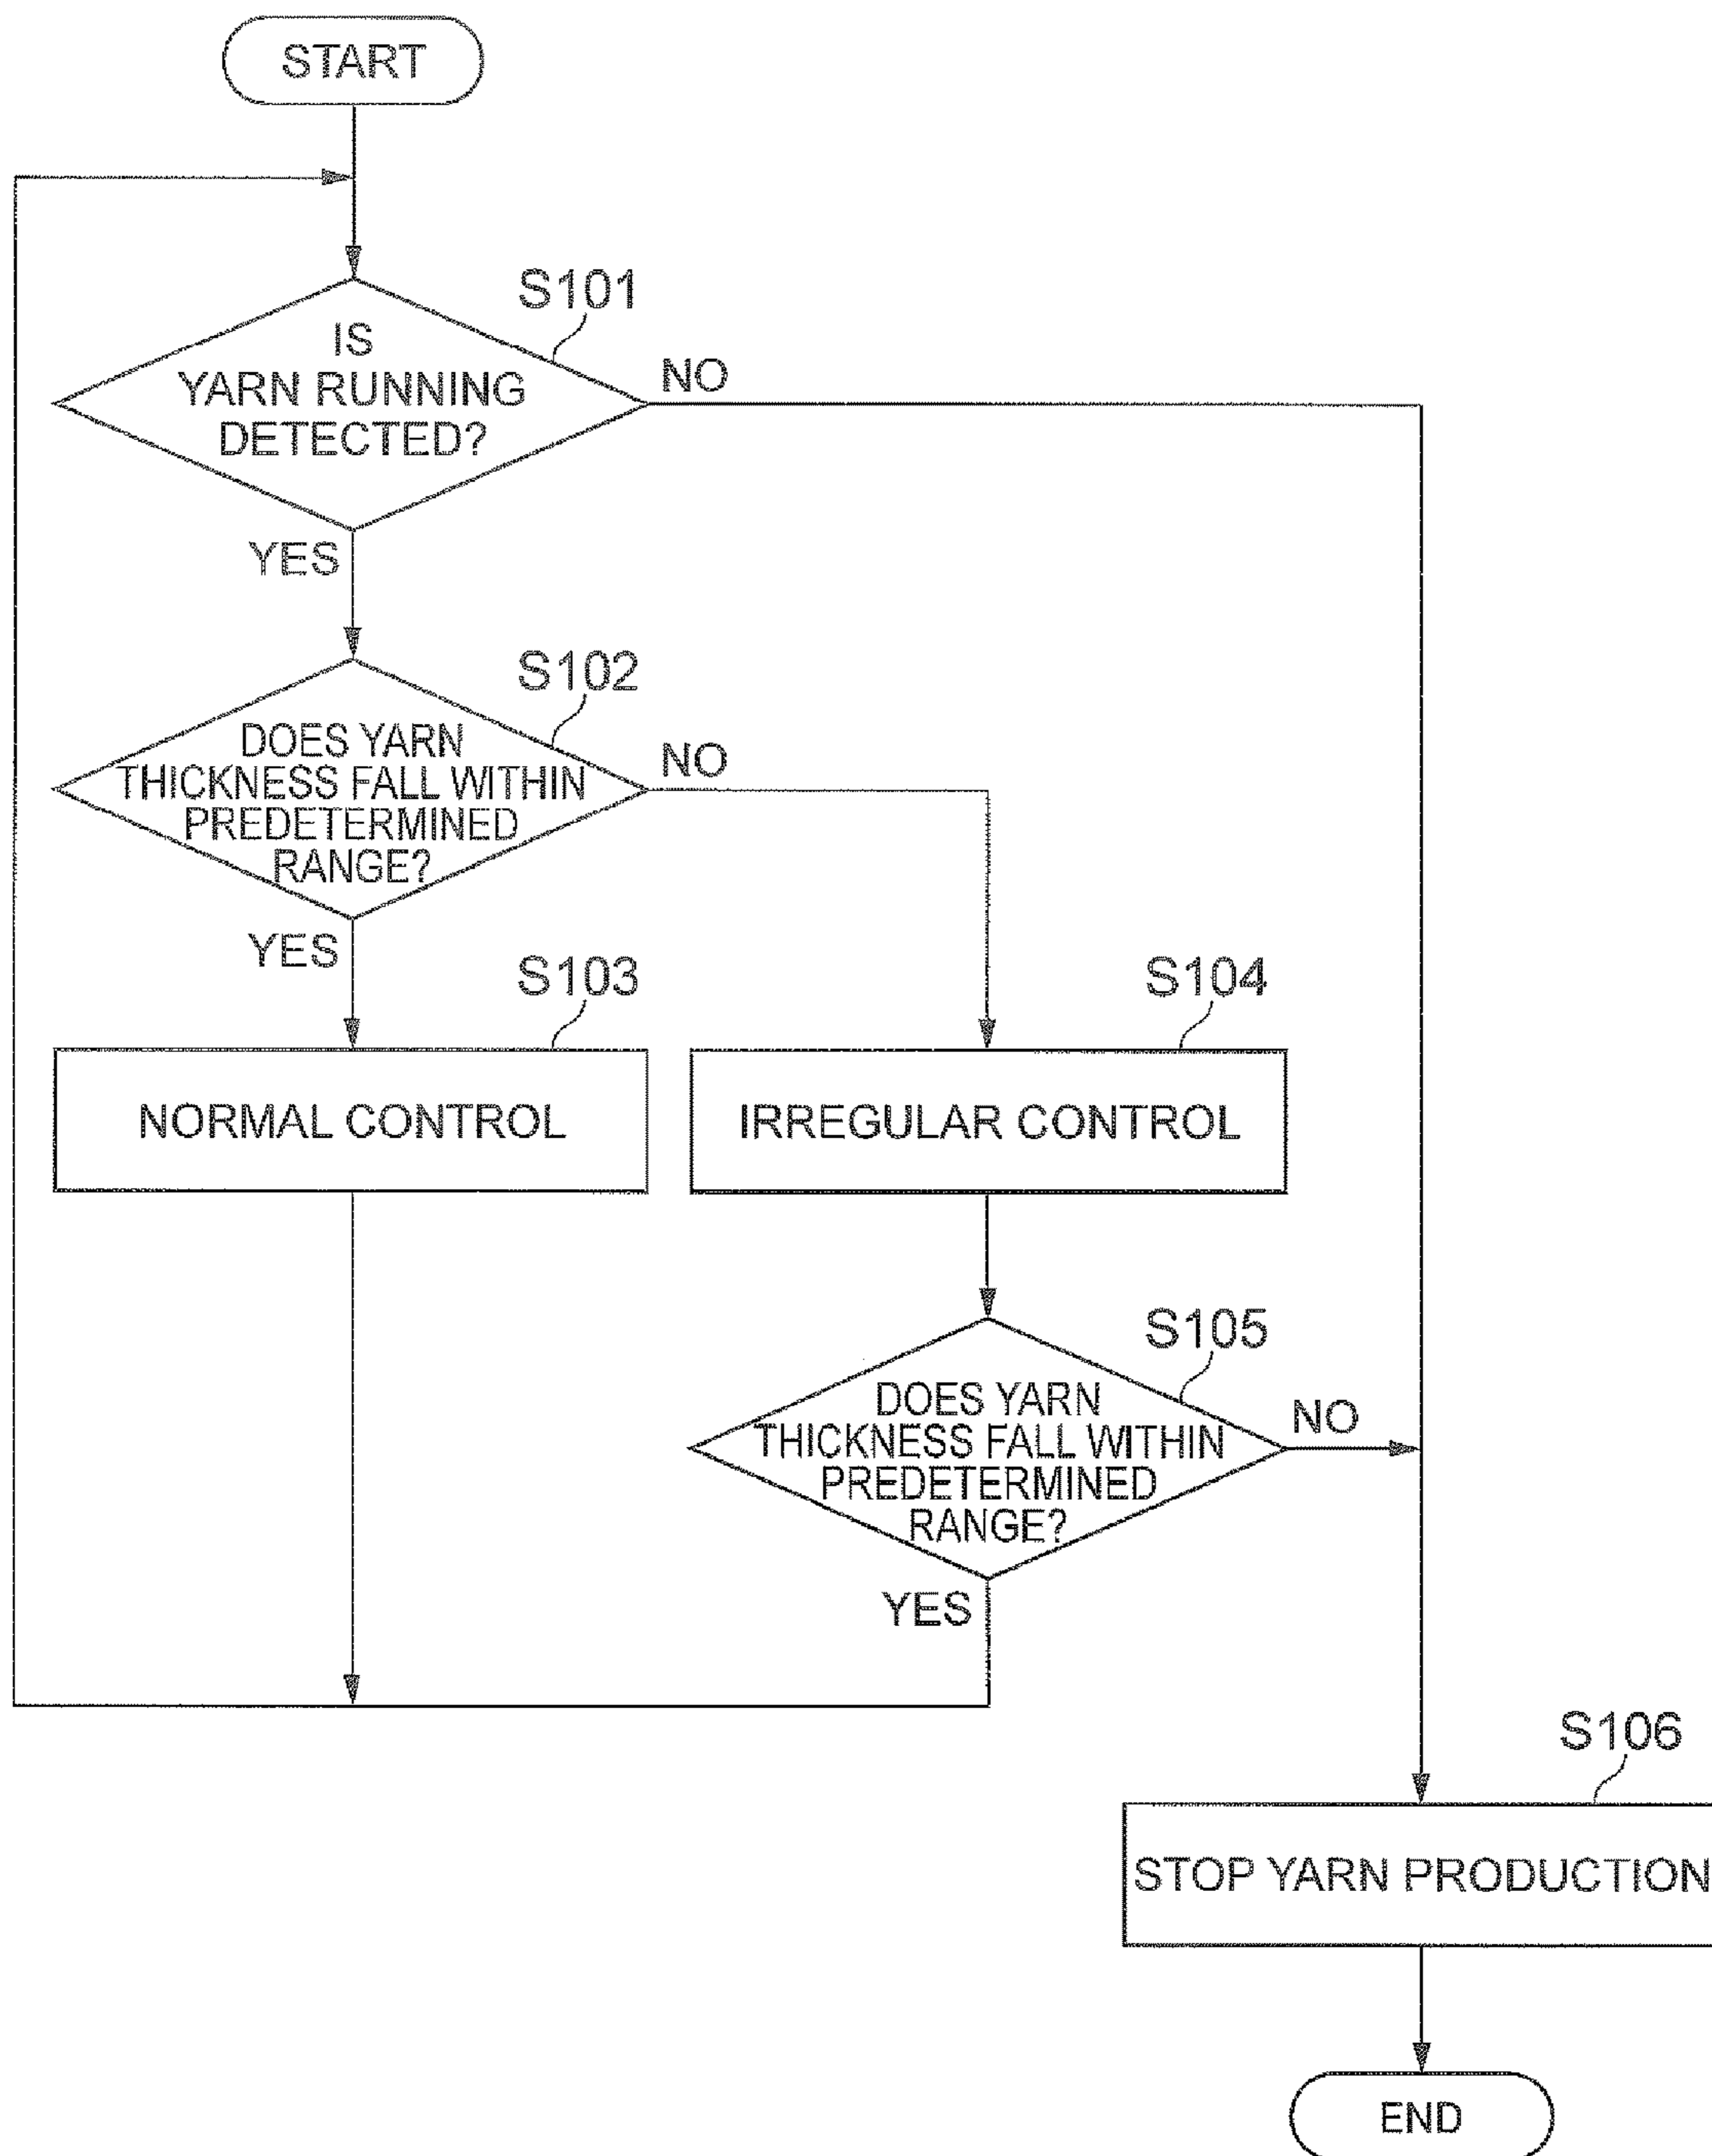 START
S101
IS
YARN RUNNING
DETECTED?
NO
YES
S102
DOES YARN
THICKNESS FALL WITHIN
PREDETERMINED
RANGE?
NO
YES
S103
NORMAL CONTROL
S104
IRREGULAR CONTROL
S105
DOES YARN
THICKNESS FALL WITHIN
PREDETERMINED
RANGE?
NO
YES
S106
STOP YARN PRODUCTION
END